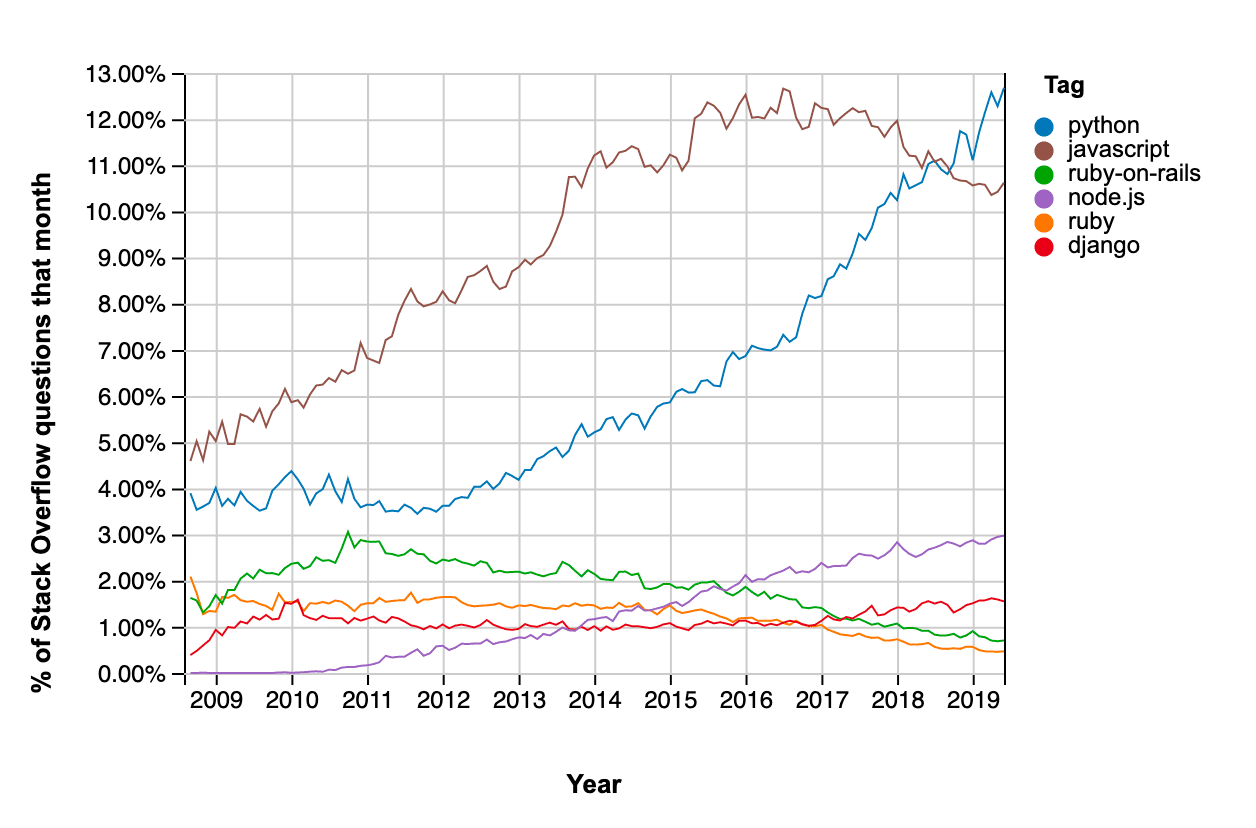 13.00%
12.00%
11.00%
10.00%
9.00%
8.00%
7.00%
6.00%
5.00%
4.00%
3.00%
2.00%
1.00%
0.00%
% of Stack Overflow questions that month
2009 2010 2011 2012 2013 2014 2015 2016 2017 2018 2019
Year
Tag
python
javascript
ruby-on-rails
node.js
ruby
django